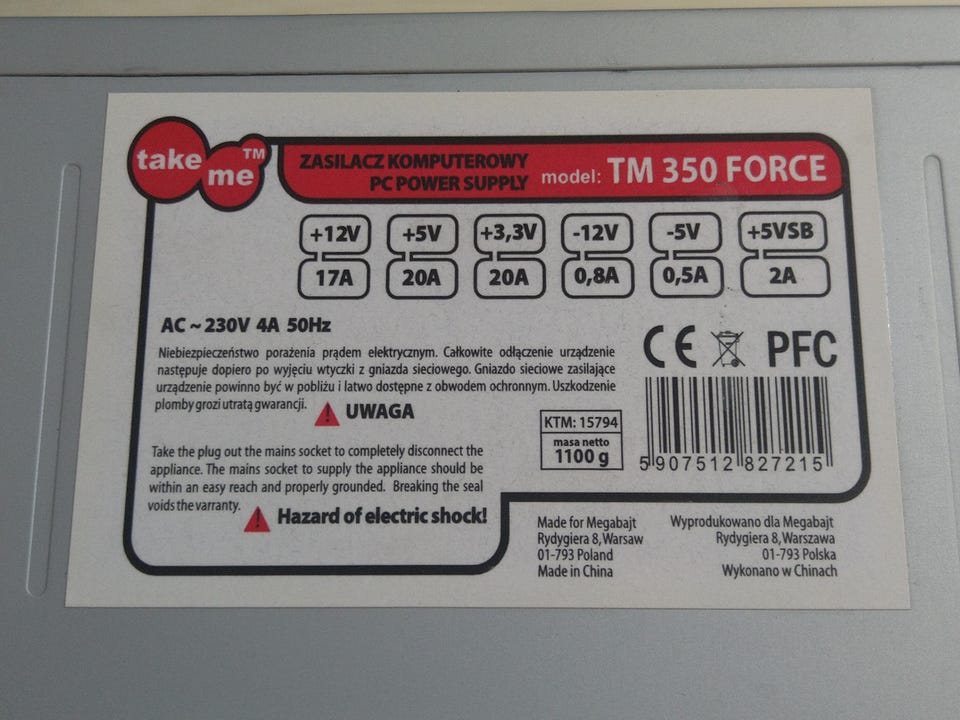 take me TM
ZASILACZ KOMPUTEROWY
PC POWER SUPPLY
model: TM 350 FORCE
+12V +5V +3,3V -12V -5V +5VSB
17A 20A 20A 0,8A 0,5A 2A
AC ~ 230V 4A 50Hz
Niebezpieczeństwo porażenia prądem elektrycznym. Całkowite odłączenie urządzenie
następuje dopiero po wyjęciu wtyczki z gniazda sieciowego. Gniazdo sieciowe zasilające
urządzenie powinno być w pobliżu i latwo dostępne z obwodem ochronnym. Uszkodzenie
plomby grozi utratą gwarancji.
UWAGA
CE PFC
Take the plug out the mains socket to completely disconnect the
appliance. The mains socket to supply the appliance should be
within an easy reach and properly grounded. Breaking the seal
voids the varranty.
Hazard of electric shock!
KTM: 15794
masa netto
1100 g
5 907512 827215
Made for Megabajt
Rydygiera 8, Warsaw
01-793 Poland
Made in China
Wyprodukowano dla Megabajt
Rydygiera 8, Warszawa
01-793 Polska
Wykonano w Chinach